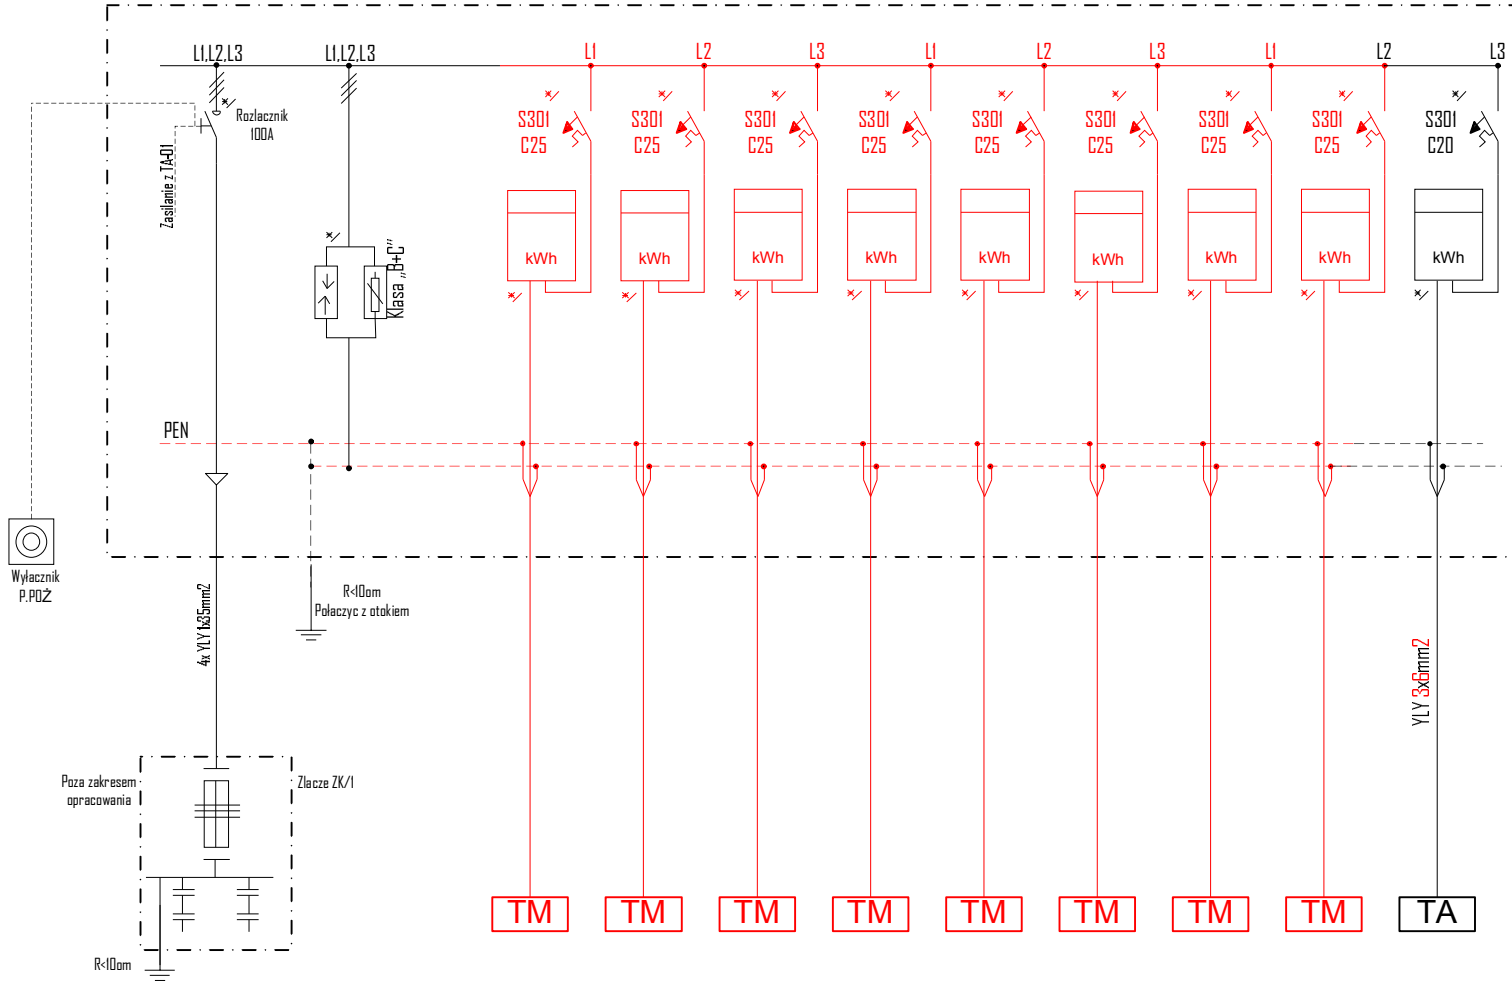 L1,L2,L3
L1,L2,L3
L1
L2
L3
L1
L2
L3
L1
L2
L3
Rozlacznik
100A
Zasilanie z TA-01
S301
C25
S301
C25
S301
C25
S301
C25
S301
C25
S301
C25
S301
C25
S301
C25
S301
C20
kWh
kWh
kWh
kWh
kWh
kWh
kWh
kWh
kWh
Klasa „B+C”
PEN
Wyłacznik
P.POŻ
R<10om
Połaczyc z otokiem
4x YLY 1x35mm2
YLY 3x6mm2
Poza zakresem
opracowania
Zlacze ZK/1
R<10om
TM
TM
TM
TM
TM
TM
TM
TM
TA